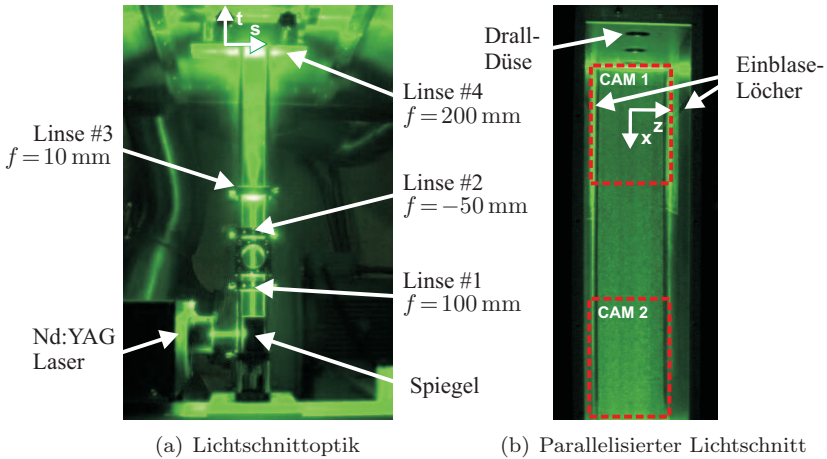 t
s
Linse #3
f = 10 mm
Linse #4
f = 200 mm
Linse #2
f = −50 mm
Linse #1
f = 100 mm
Nd:YAG
Laser
Spiegel
(a) Lichtschnittoptik
Drall-
Düse
CAM 1
Einblase-
Löcher
z
x
CAM 2
(b) Parallelisierter Lichtschnitt